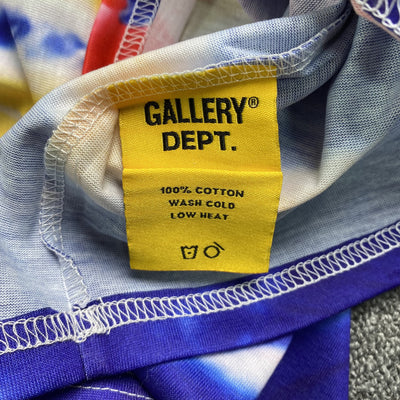 GALLERY®
DEPT.
100% COTTON
WASH COLD
LOW HEAT